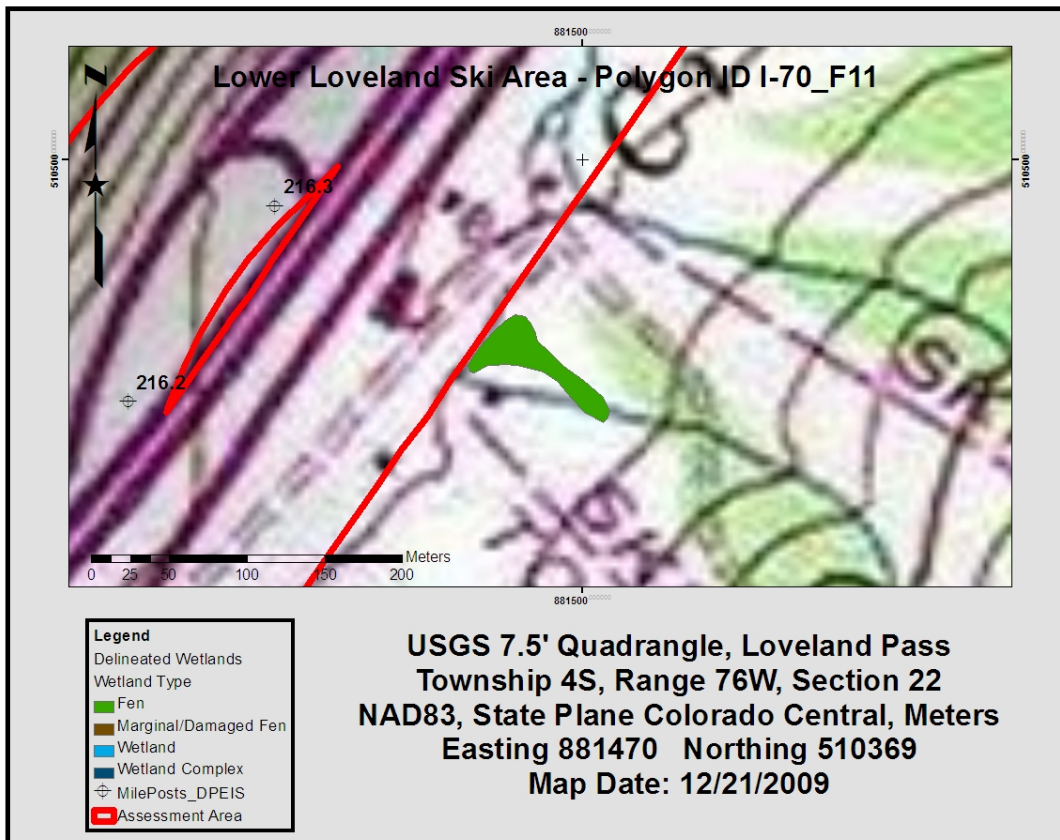 881500
Lower Loveland Ski Area - Polygon ID I-70_F11
510500
510500
216.3
216.2
Meters
0 25 50 100 150 200
881500
Legend
Delineated Wetlands
Wetland Type
Fen
Marginal/Damaged Fen
Wetland
Wetland Complex
MilePosts_DPEIS
Assessment Area
USGS 7.5' Quadrangle, Loveland Pass
Township 4S, Range 76W, Section 22
NAD83, State Plane Colorado Central, Meters
Easting 881470 Northing 510369
Map Date: 12/21/2009